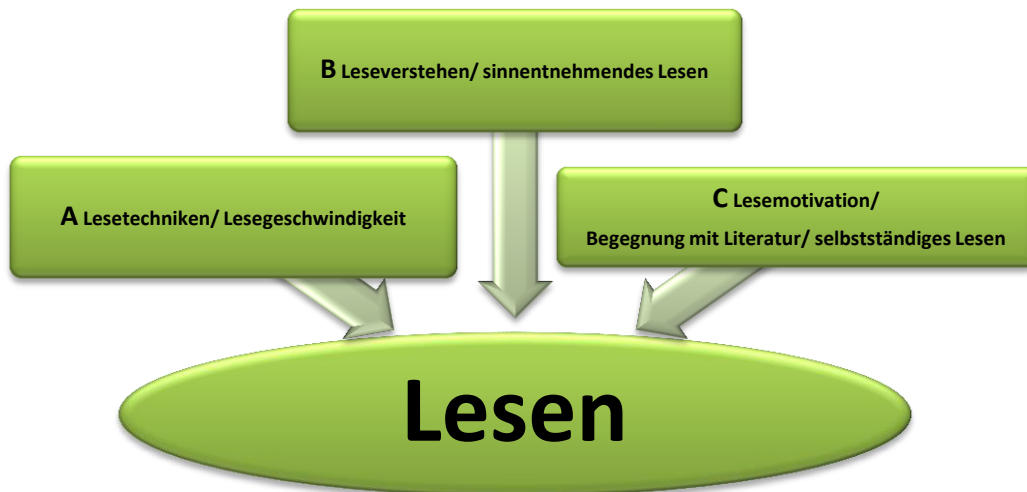 B Leseverstehen/ sinnentnehmendes Lesen
A Lesetechniken/ Lesegeschwindigkeit
C Lesemotivation/
Begegnung mit Literatur/ selbstständiges Lesen
Lesen